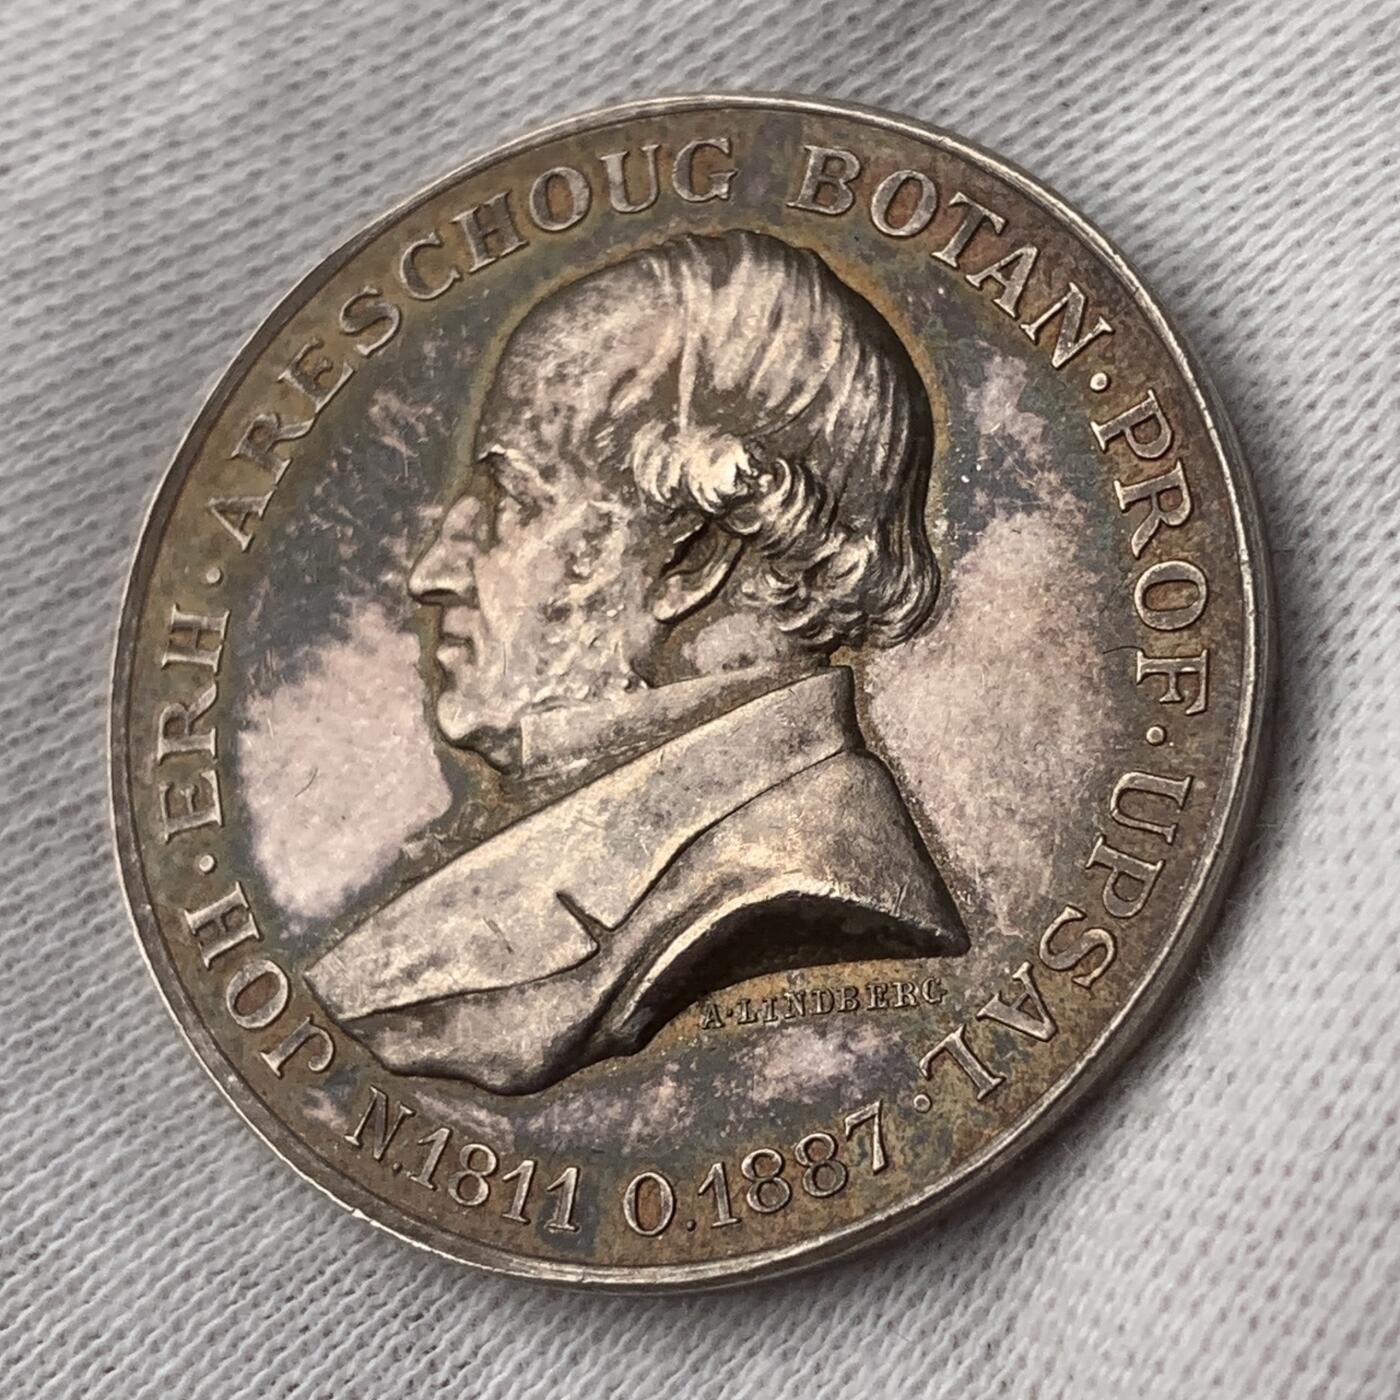 JOH · ERH · ARESCHOUG BOTAN · PROF · UPSAL ·
N.1811 O.1887
A·LINDBERG